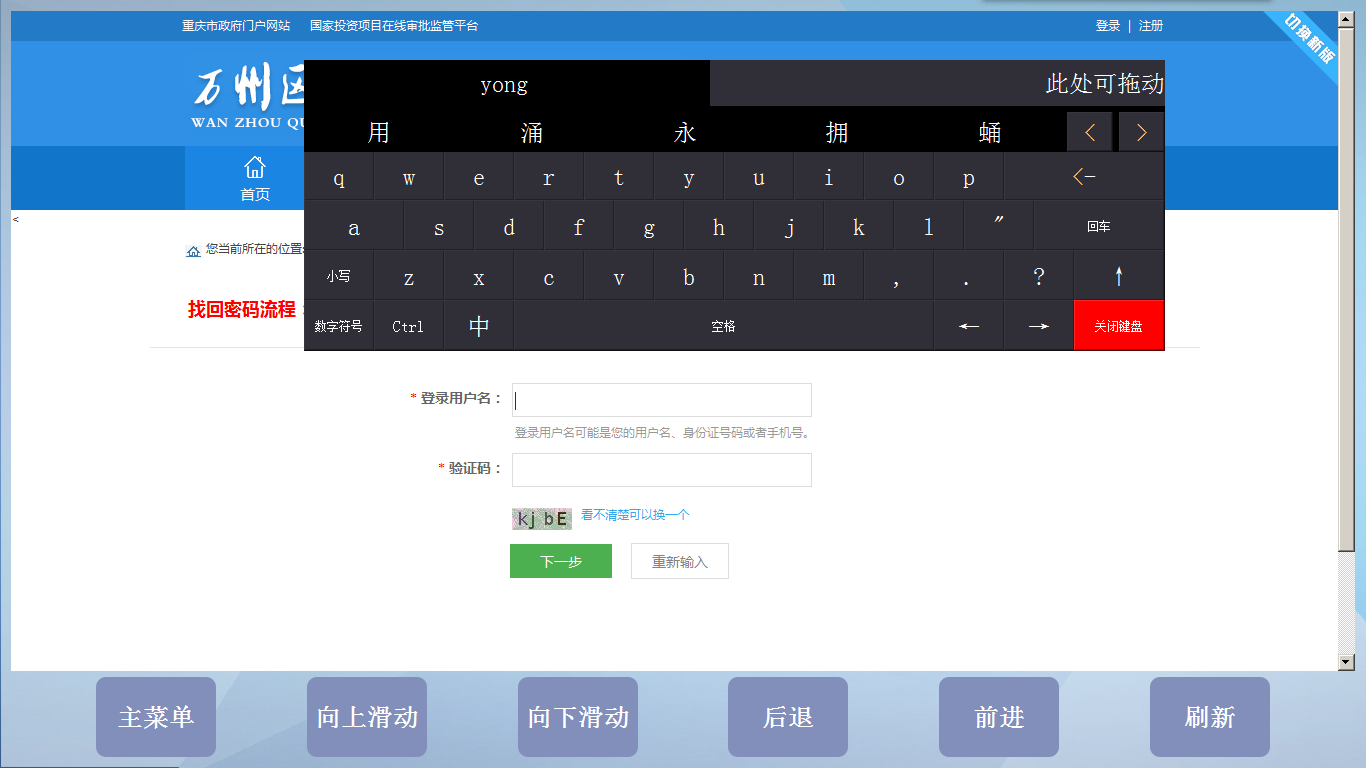 重庆市政府门户网站 国家投资项目在线审批监管平台 登录 | 注册
切换新版
万州区
WAN ZHOU QU
首页
<
您当前所在的位置:
找回密码流程
yong 此处可拖动
用 涌 永 拥 蛹 < >
q w e r t y u i o p <-
a s d f g h j k l " 回车
小写 z x c v b n m , . ? ↑
数字符号 Ctrl 中 空格 ← → 关闭键盘
* 登录用户名：
登录用户名可能是您的用户名、身份证号码或者手机号。
* 验证码：
kjbE 看不清楚可以换一个
下一步 重新输入
主菜单 向上滑动 向下滑动 后退 前进 刷新